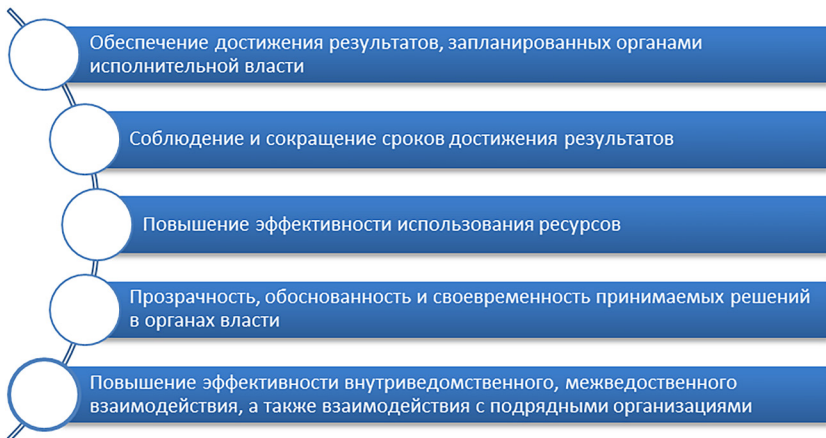 Обеспечение достижения результатов, запланированных органами
исполнительной власти
Соблюдение и сокращение сроков достижения результатов
Повышение эффективности использования ресурсов
Прозрачность, обоснованность и своевременность принимаемых решений
в органах власти
Повышение эффективности внутриведомственного, межведоственного
взаимодействия, а также взаимодействия с подрядными организациями